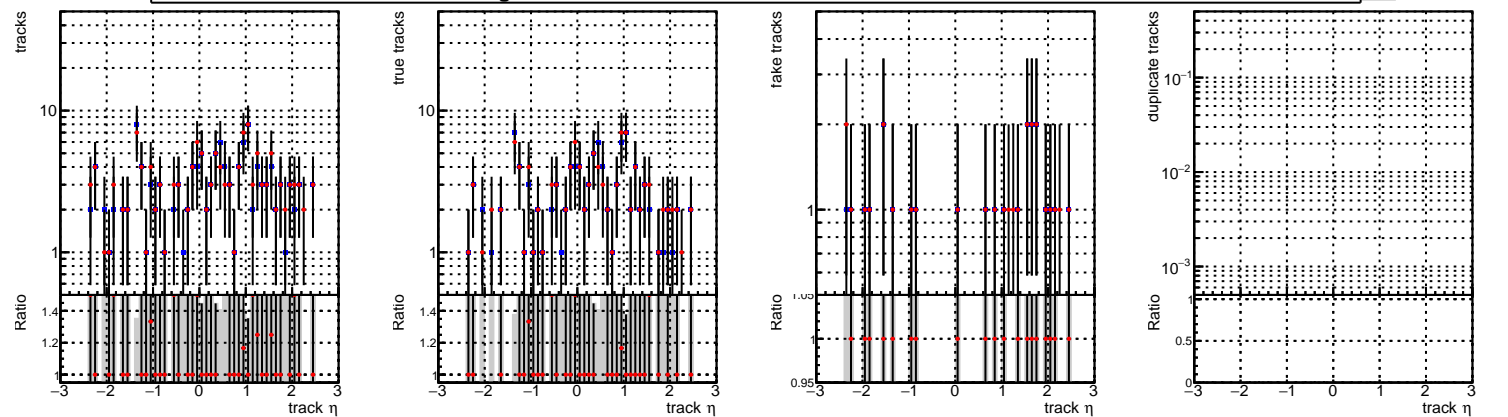 tracks
10
1
Ratio
1.4
1.2
1
−3 −2 −1 0 1 2 3
track η
true tracks
10
1
Ratio
1.4
1.2
1
−3 −2 −1 0 1 2 3
track η
fake tracks
1
Ratio
1.05
1
0.95
−3 −2 −1 0 1 2 3
track η
duplicate tracks
10⁻¹
10⁻²
10⁻³
Ratio
1
0.5
0
−3 −2 −1 0 1 2 3
track η